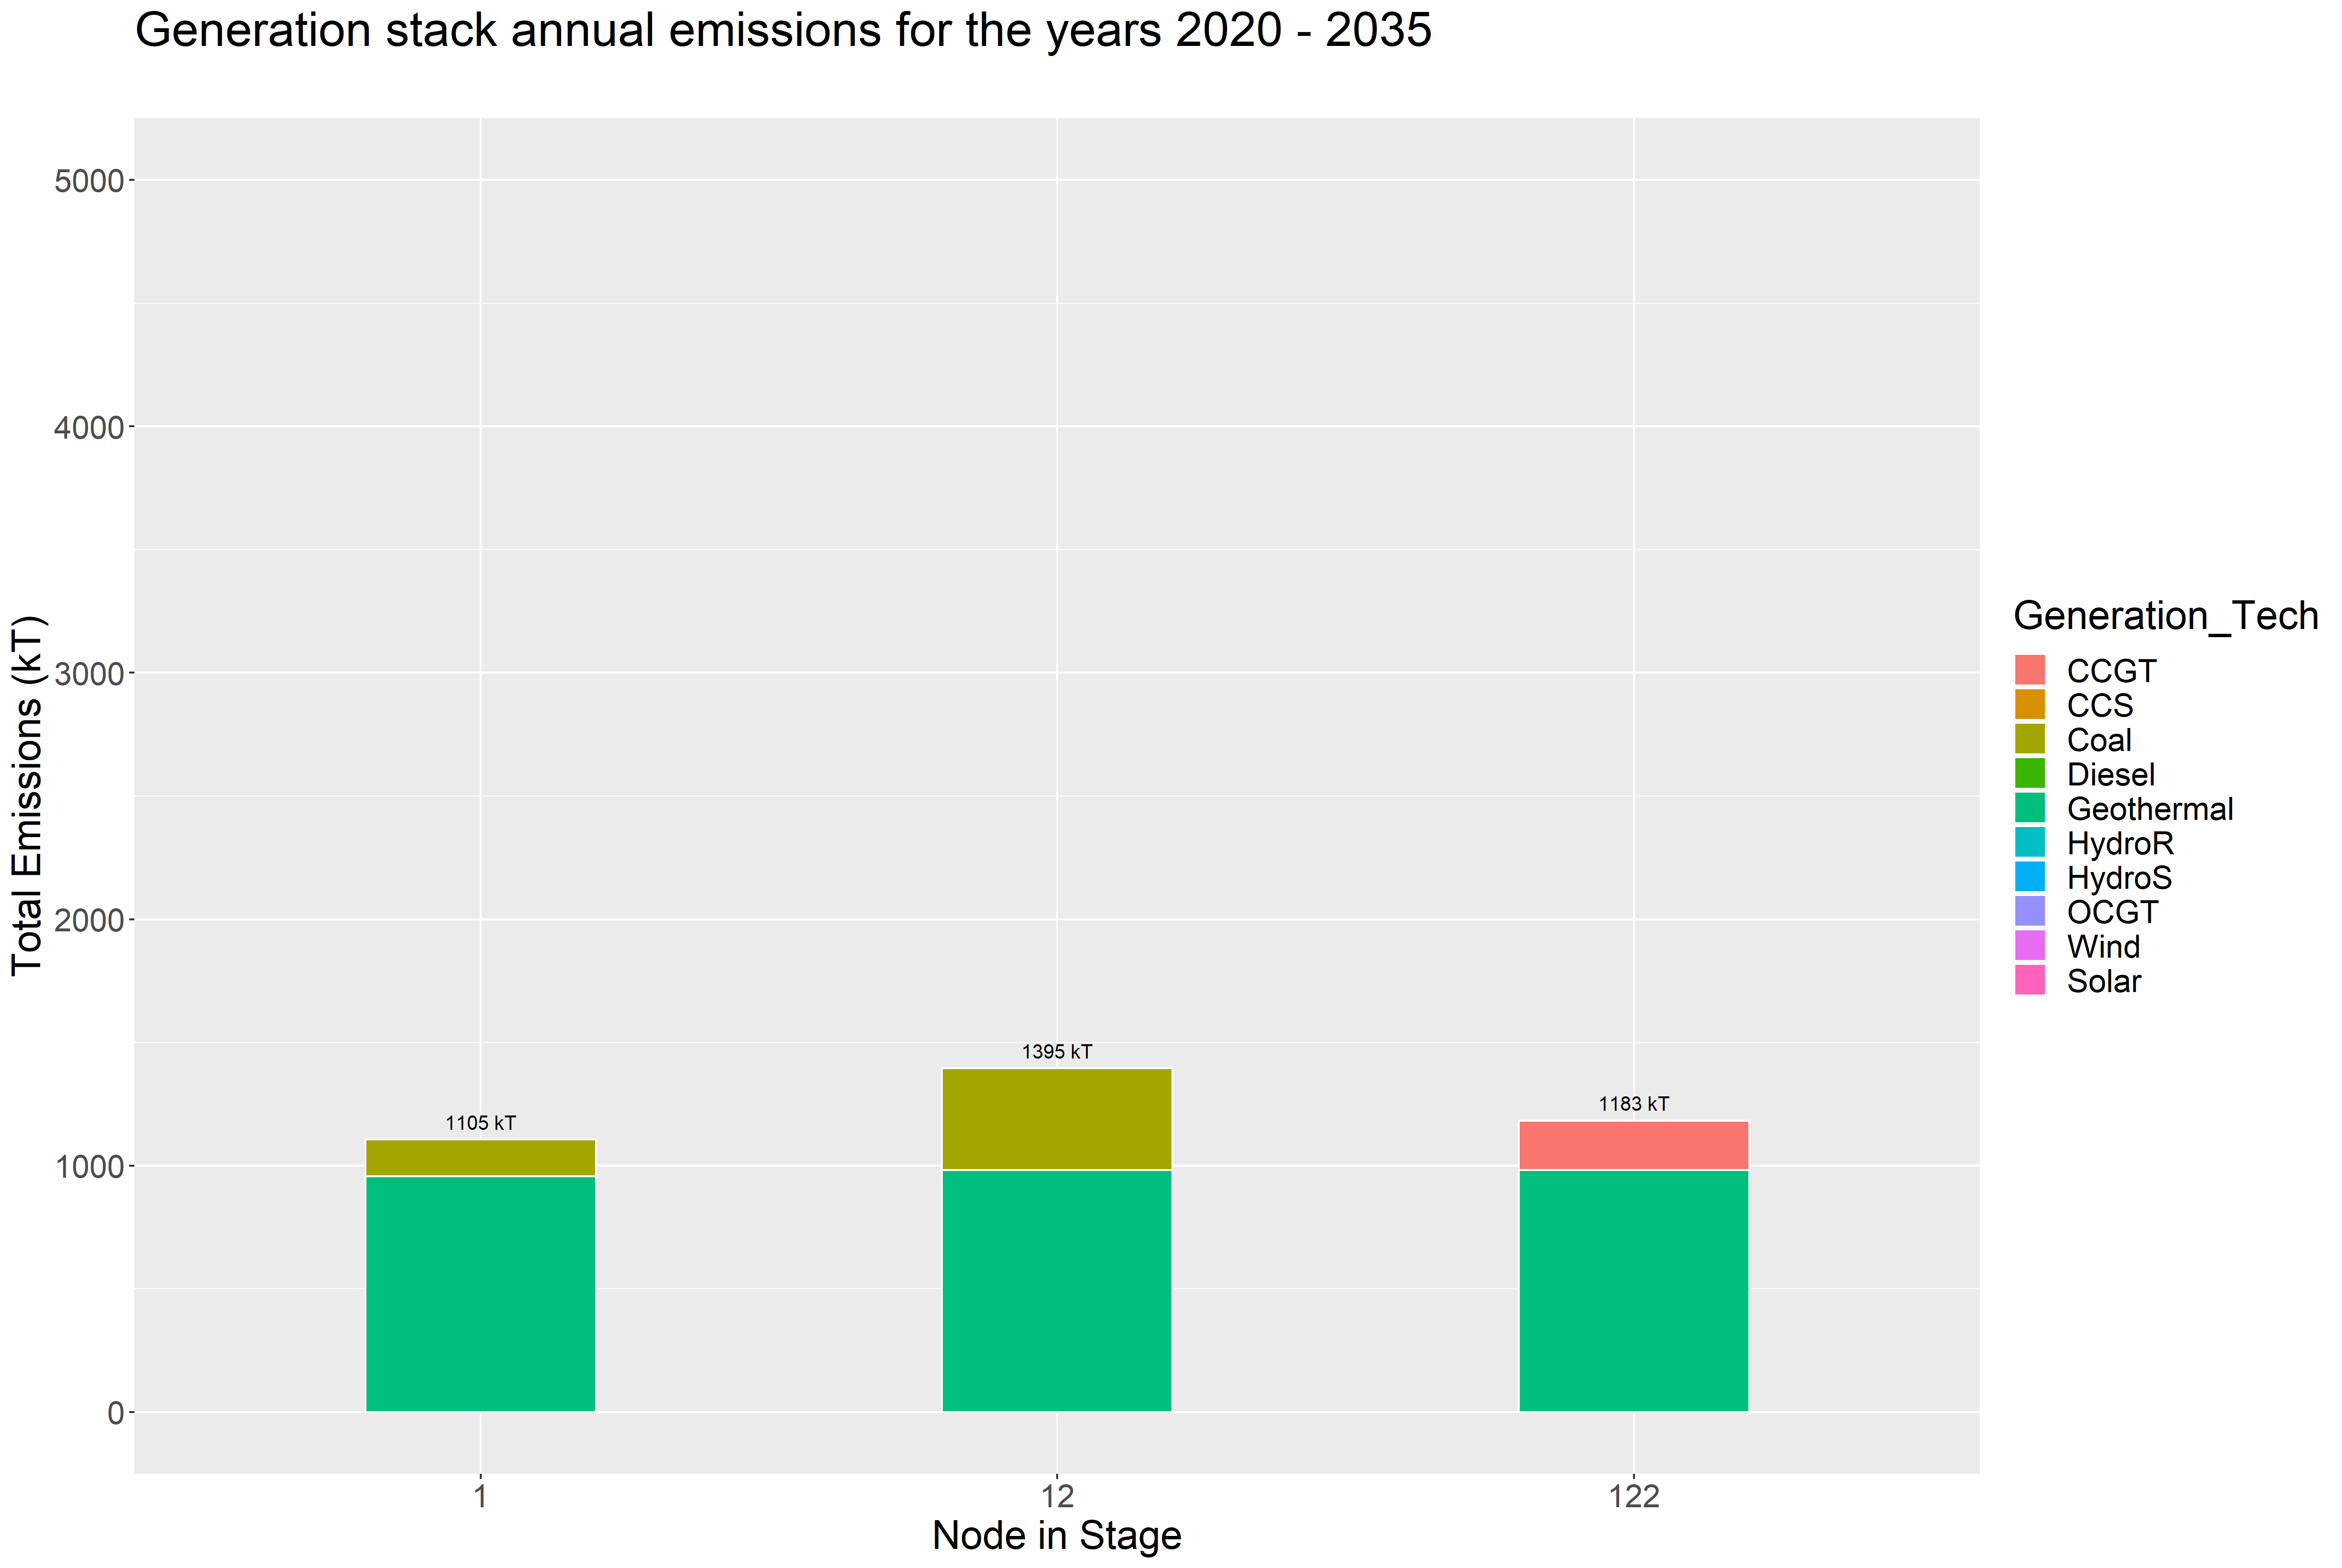 Generation stack annual emissions for the years 2020 - 2035
Total Emissions (kT)
5000
4000
3000
2000
1000
0
1105 kT
1395 kT
1183 kT
1
12
122
Node in Stage
Generation_Tech
CCGT
CCS
Coal
Diesel
Geothermal
HydroR
HydroS
OCGT
Wind
Solar